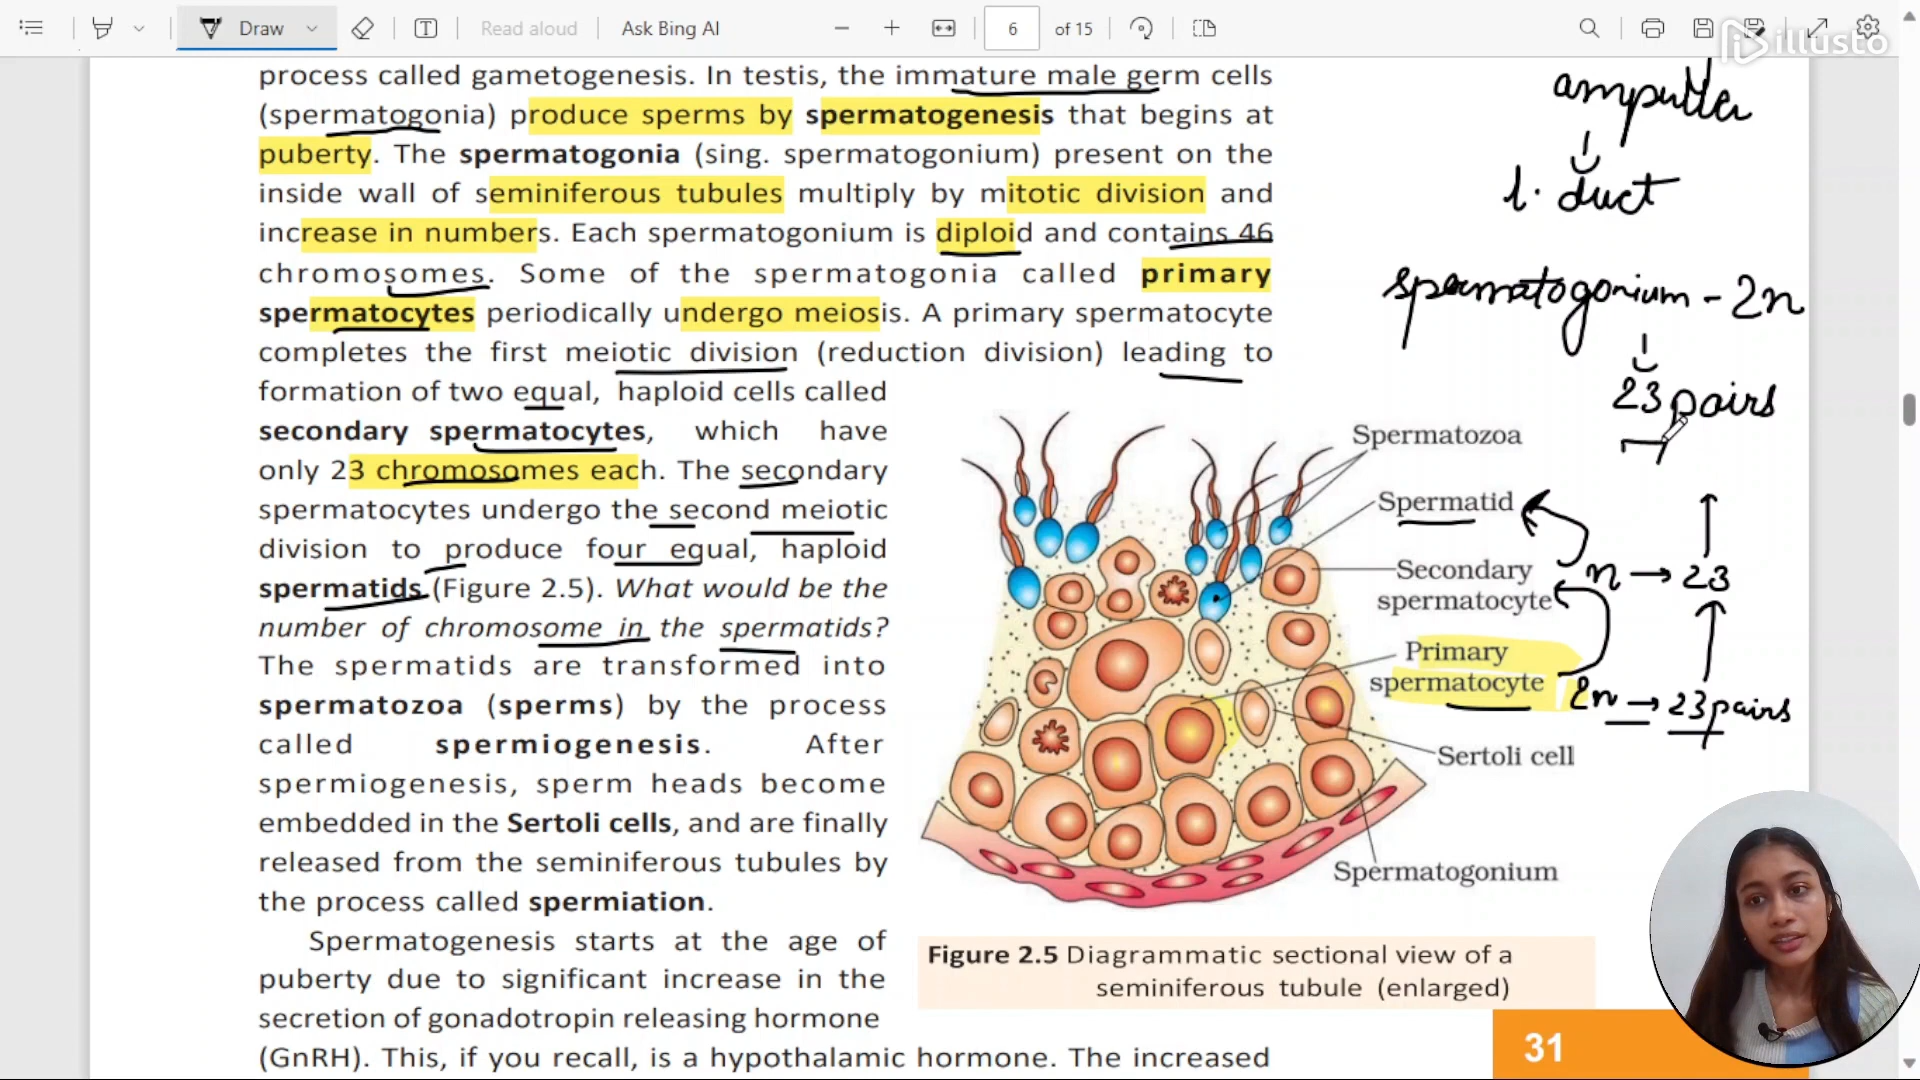 Draw
Read aloud
Ask Bing AI
6
of 15
illusto
process called gametogenesis. In testis, the immature male germ cells
(spermatogonia) produce sperms by spermatogenesis that begins at
puberty. The spermatogonia (sing. spermatogonium) present on the
inside wall of seminiferous tubules multiply by mitotic division and
increase in numbers. Each spermatogonium is diploid and contains 46
chromosomes. Some of the spermatogonia called primary
spermatocytes periodically undergo meiosis. A primary spermatocyte
completes the first meiotic division (reduction division) leading to
formation of two equal, haploid cells called
secondary spermatocytes, which have
only 23 chromosomes each. The secondary
spermatocytes undergo the second meiotic
division to produce four equal, haploid
spermatids (Figure 2.5). What would be the
number of chromosome in the spermatids?
The spermatids are transformed into
spermatozoa (sperms) by the process
called spermiogenesis. After
spermiogenesis, sperm heads become
embedded in the Sertoli cells, and are finally
released from the seminiferous tubules by
the process called spermiation.
Spermatogenesis starts at the age of
puberty due to significant increase in the
secretion of gonadotropin releasing hormone
(GnRH). This, if you recall, is a hypothalamic hormone. The increased
ampulla
l. duct
spermatogonium - 2n
23 pairs
Spermatozoa
Spermatid
Secondary
spermatocyte
n → 23
Primary
spermatocyte
2n → 23 pairs
Sertoli cell
Spermatogonium
Figure 2.5 Diagrammatic sectional view of a
seminiferous tubule (enlarged)
31